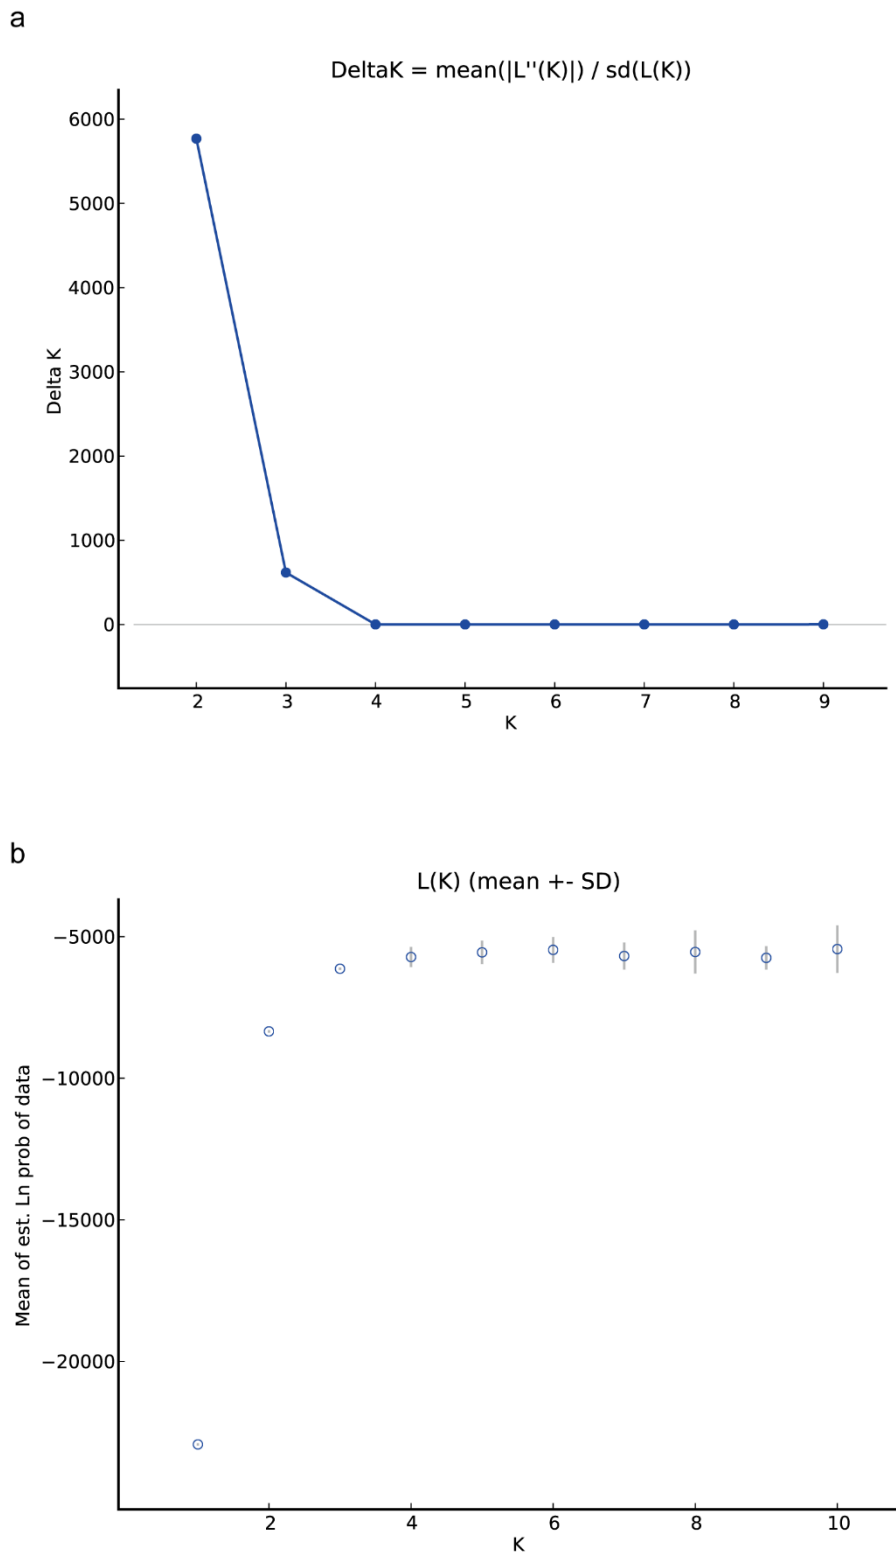 a
DeltaK = mean(|L''(K)|) / sd(L(K))
6000
5000
4000
3000
2000
1000
0
Delta K
2 3 4 5 6 7 8 9
K
b
L(K) (mean +- SD)
−5000
−10000
−15000
−20000
Mean of est. Ln prob of data
2 4 6 8 10
K